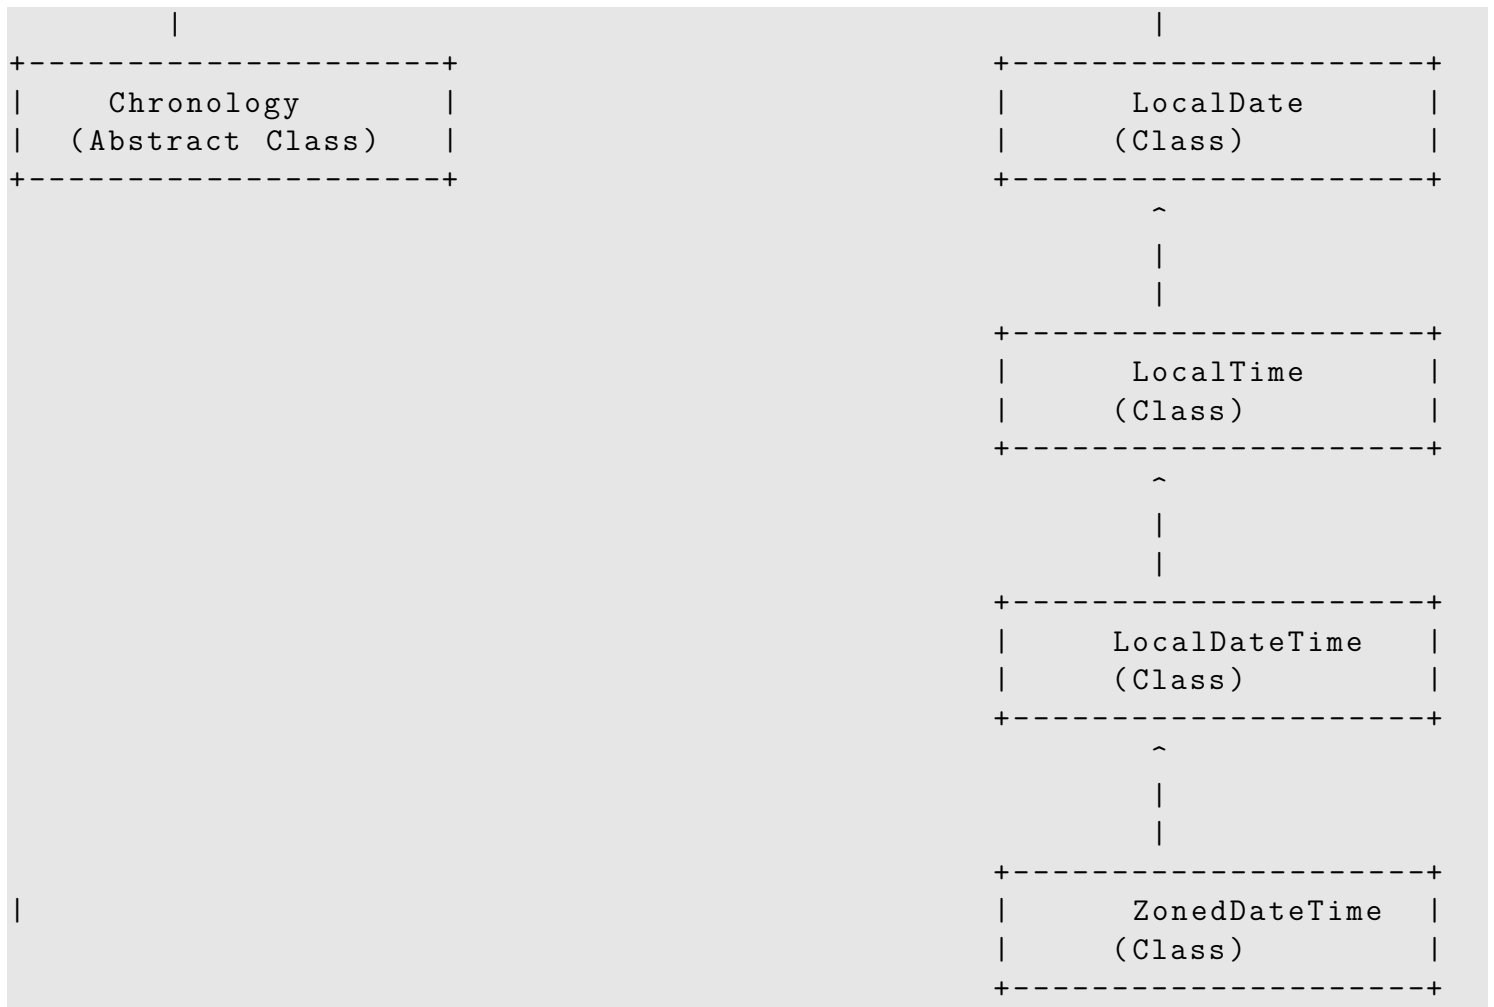 |                                                 |
+---------------------+                           +---------------------+
|    Chronology       |                           |      LocalDate      |
|  (Abstract Class)   |                           |     (Class)         |
+---------------------+                           +---------------------+
                                                          ^
                                                          |
                                                          |
                                                  +---------------------+
                                                  |      LocalTime      |
                                                  |     (Class)         |
                                                  +---------------------+
                                                          ^
                                                          |
                                                          |
                                                  +---------------------+
                                                  |     LocalDateTime   |
                                                  |     (Class)         |
                                                  +---------------------+
                                                          ^
                                                          |
                                                          |
                                                  +---------------------+
|                                                 |      ZonedDateTime  |
                                                  |     (Class)         |
                                                  +---------------------+